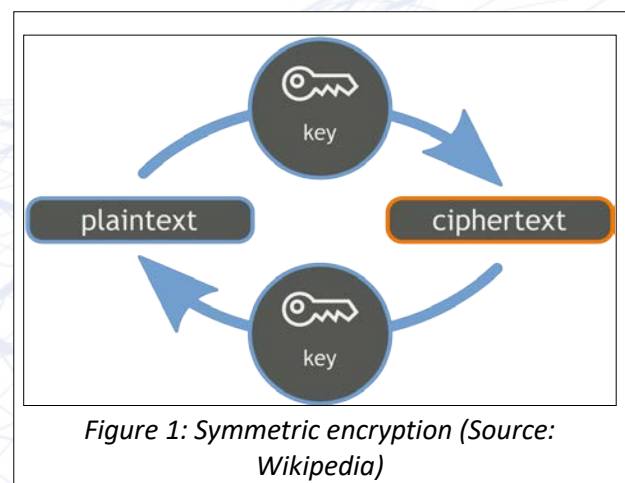 key
plaintext
ciphertext
key
Figure 1: Symmetric encryption (Source:
Wikipedia)